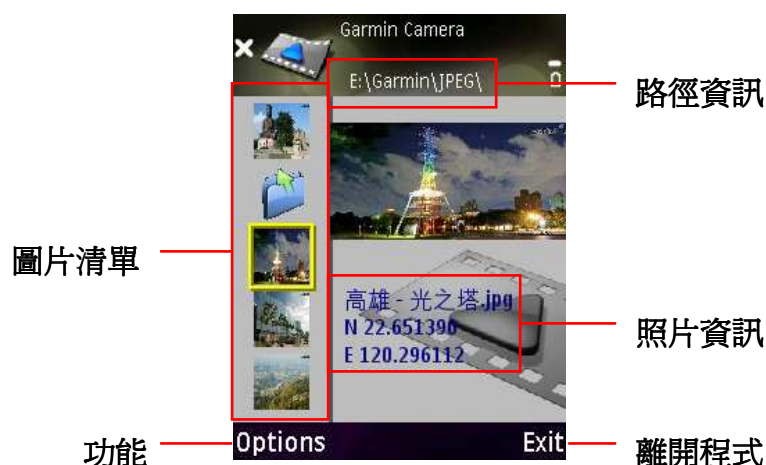 Garmin Camera
E:\Garmin\JPEG\
路徑資訊
圖片清單
高雄 - 光之塔.jpg
N 22.651396
E 120.296112
照片資訊
功能
Options
Exit
離開程式